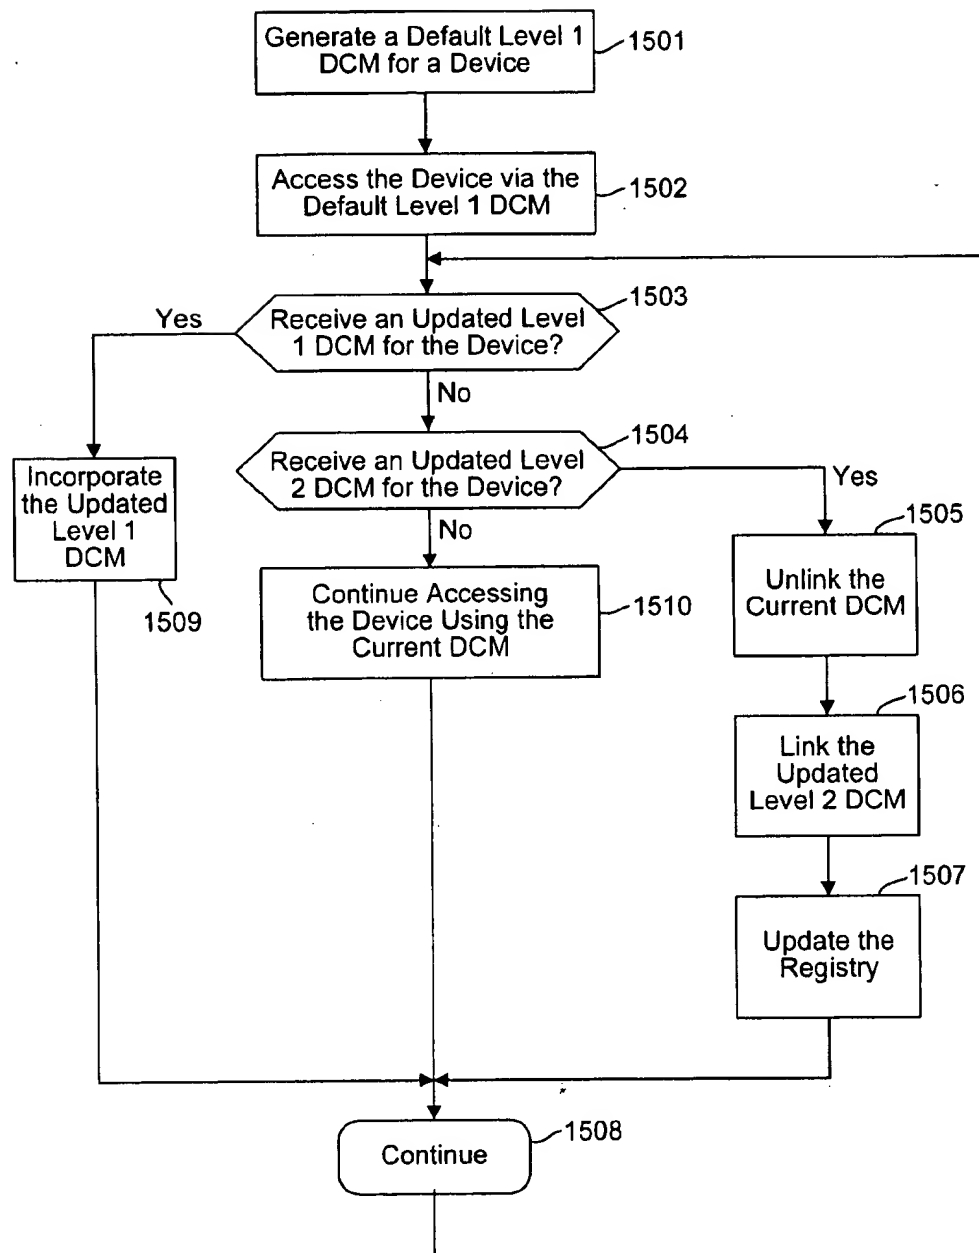 Generate a Default Level 1
DCM for a Device
1501
Access the Device via the
Default Level 1 DCM
1502
1503
Yes
Receive an Updated Level
1 DCM for the Device?
No
1504
Receive an Updated Level
2 DCM for the Device?
Yes
Incorporate
the Updated
Level 1
DCM
1509
No
1505
Continue Accessing
the Device Using the
Current DCM
1510
Unlink the
Current DCM
1506
Link the
Updated
Level 2 DCM
1507
Update the
Registry
1508
Continue